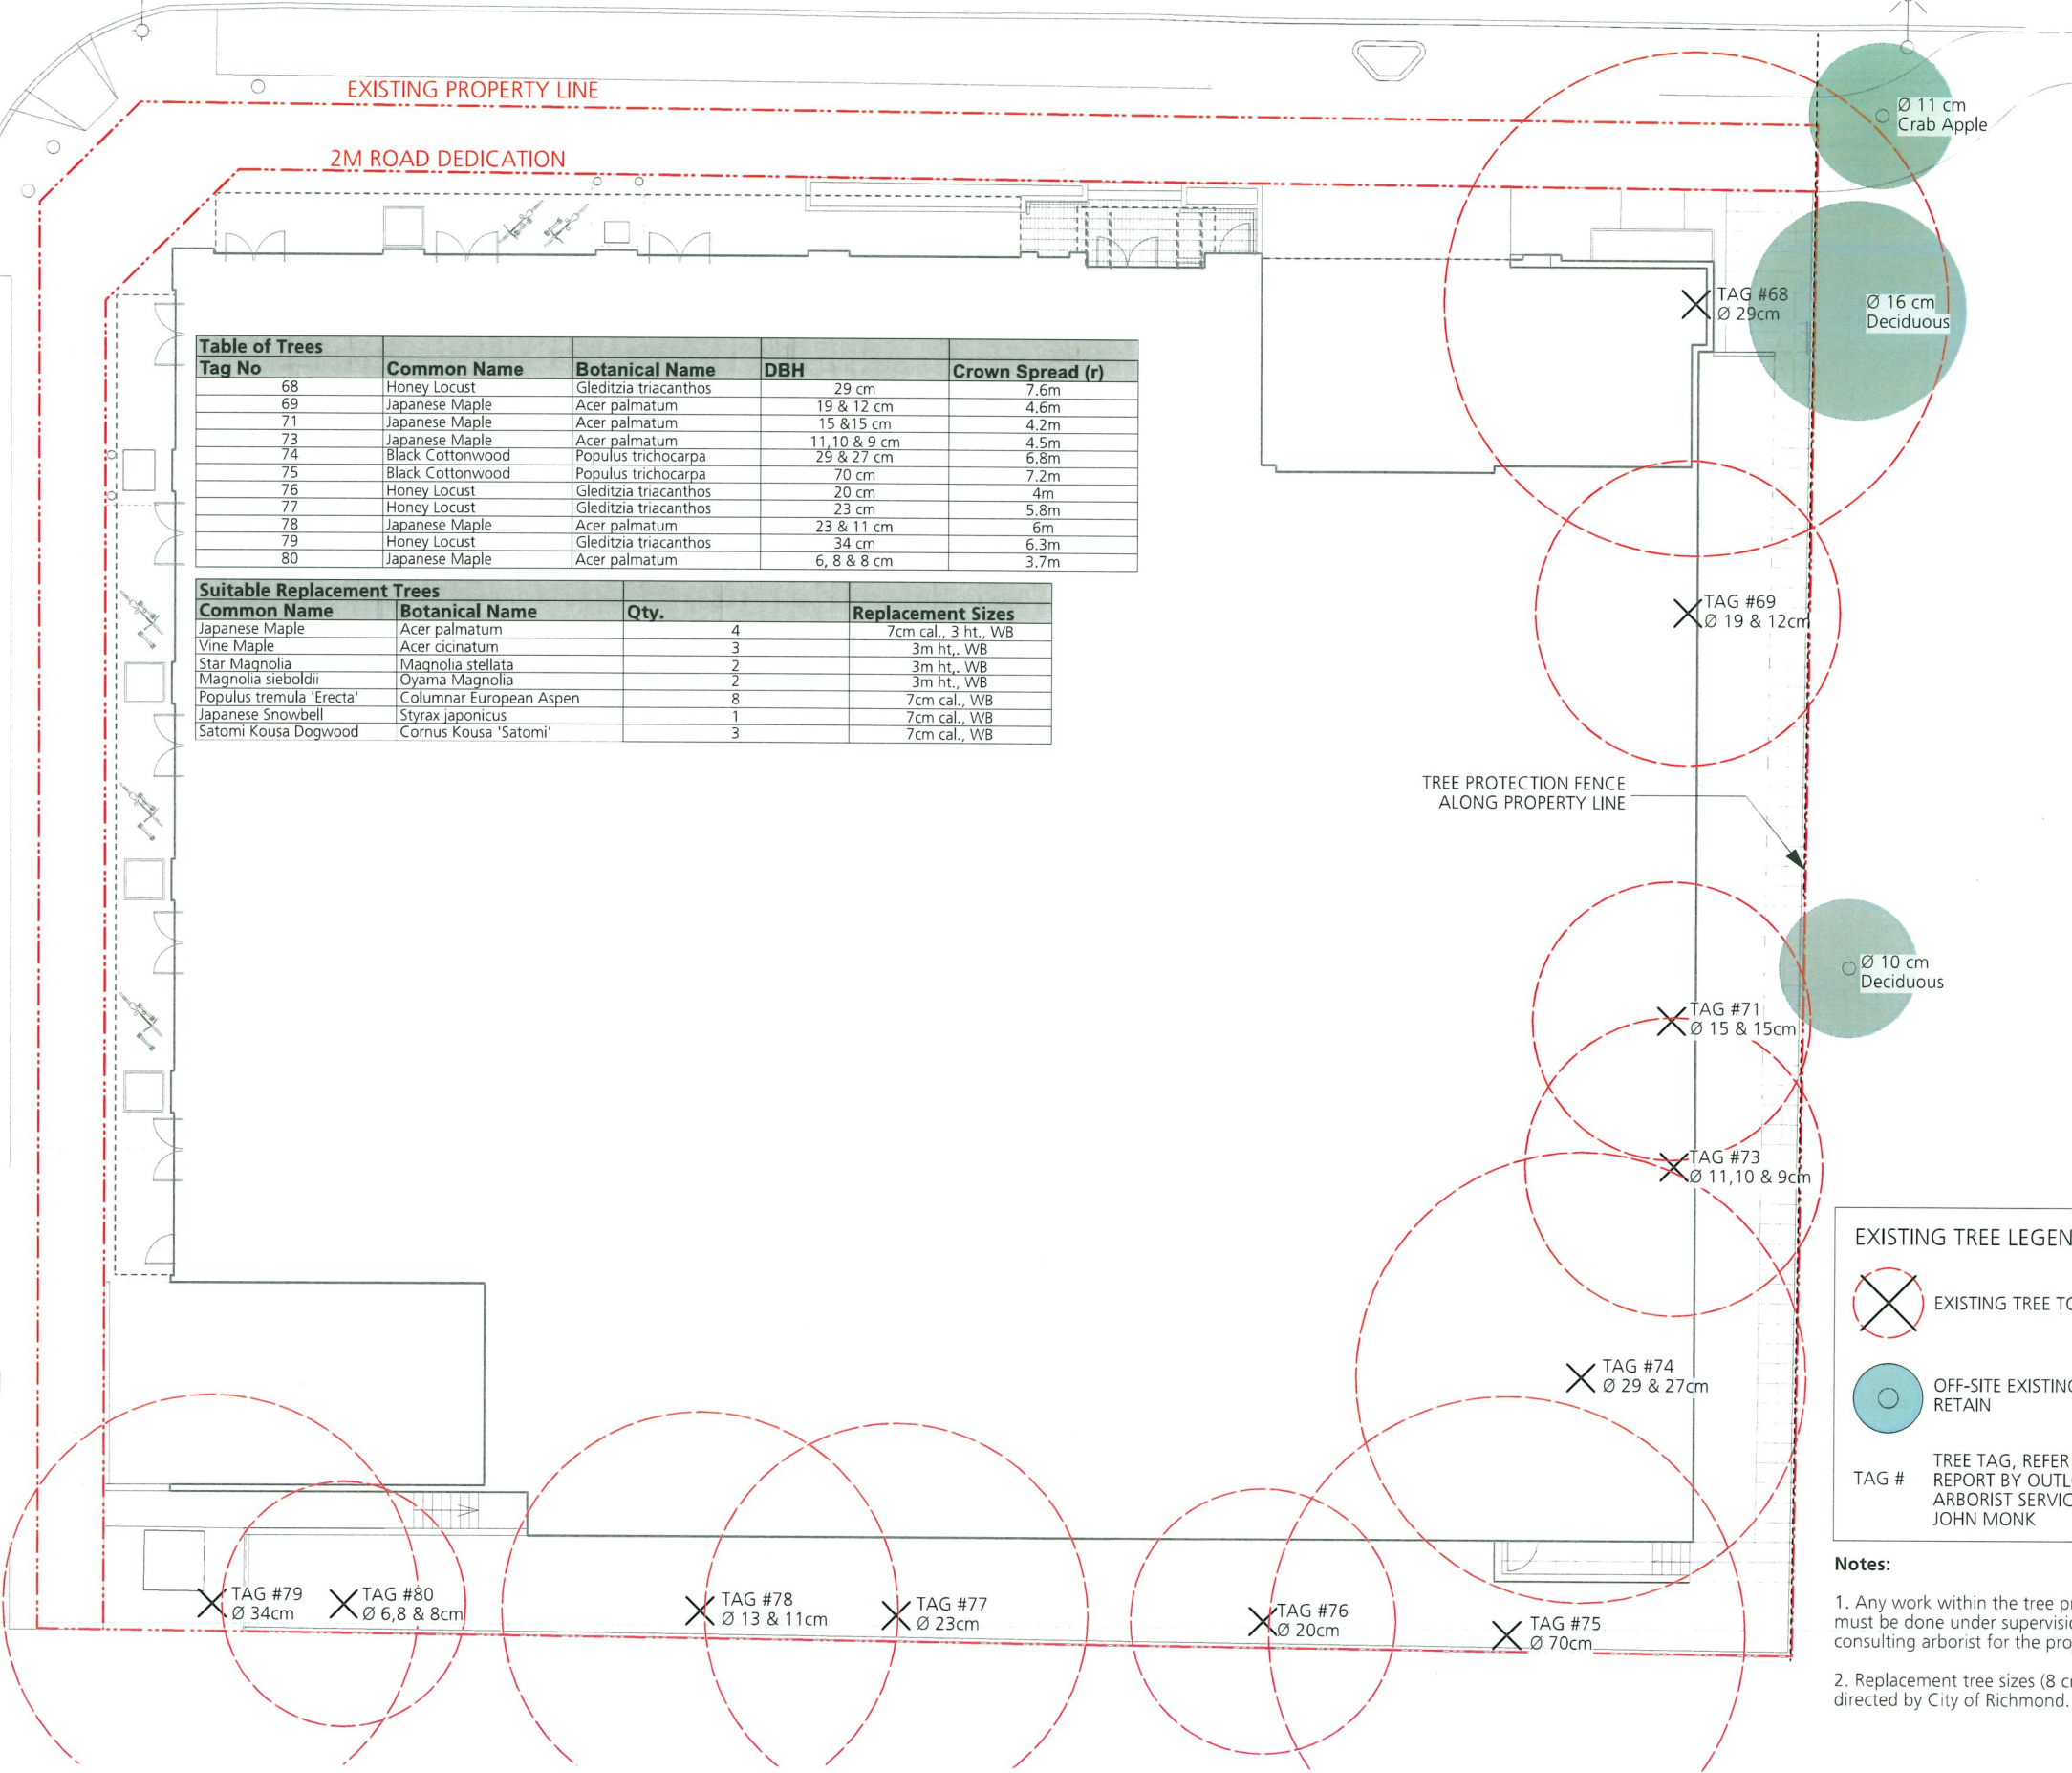 EXISTING PROPERTY LINE
2M ROAD DEDICATION
Ø 11 cm
Crab Apple
Ø 16 cm
Deciduous
TAG #68
Ø 29cm
Table of Trees
Tag No Common Name Botanical Name DBH Crown Spread (r)
68 Honey Locust Gleditzia triacanthos 29 cm 7.6m
69 Japanese Maple Acer palmatum 19 & 12 cm 4.6m
71 Japanese Maple Acer palmatum 15 &15 cm 4.2m
73 Japanese Maple Acer palmatum 11,10 & 9 cm 4.5m
74 Black Cottonwood Populus trichocarpa 29 & 27 cm 6.8m
75 Black Cottonwood Populus trichocarpa 70 cm 7.2m
76 Honey Locust Gleditzia triacanthos 20 cm 4m
77 Honey Locust Gleditzia triacanthos 23 cm 5.8m
78 Japanese Maple Acer palmatum 23 & 11 cm 6m
79 Honey Locust Gleditzia triacanthos 34 cm 6.3m
80 Japanese Maple Acer palmatum 6, 8 & 8 cm 3.7m
Suitable Replacement Trees
Common Name Botanical Name Qty. Replacement Sizes
Japanese Maple Acer palmatum 4 7cm cal., 3 ht., WB
Vine Maple Acer cicinatum 3 3m ht,. WB
Star Magnolia Magnolia stellata 2 3m ht,. WB
Magnolia sieboldii Oyama Magnolia 2 3m ht., WB
Populus tremula 'Erecta' Columnar European Aspen 8 7cm cal., WB
Japanese Snowbell Styrax japonicus 1 7cm cal., WB
Satomi Kousa Dogwood Cornus Kousa 'Satomi' 3 7cm cal., WB
TAG #69
Ø 19 & 12cm
TREE PROTECTION FENCE
ALONG PROPERTY LINE
Ø 10 cm
Deciduous
TAG #71
Ø 15 & 15cm
TAG #73
Ø 11,10 & 9cm
TAG #74
Ø 29 & 27cm
TAG #79
Ø 34cm
TAG #80
Ø 6,8 & 8cm
TAG #78
Ø 13 & 11cm
TAG #77
Ø 23cm
TAG #76
Ø 20cm
TAG #75
Ø 70cm
EXISTING TREE LEGEN
EXISTING TREE TO
OFF-SITE EXISTING
RETAIN
TAG #
TREE TAG, REFER
REPORT BY OUTL
ARBORIST SERVIC
JOHN MONK
Notes:
1. Any work within the tree pr
must be done under supervisi
consulting arborist for the pro
2. Replacement tree sizes (8 c
directed by City of Richmond.